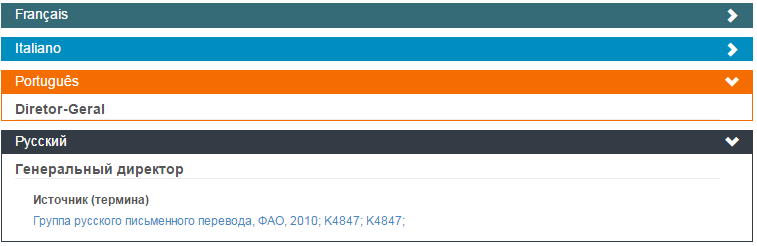 Français
Italiano
Português
Diretor-Geral
Русский
Генеральный директор
Источник (термина)
Группа русского письменного перевода, ФАО, 2010; K4847; K4847;